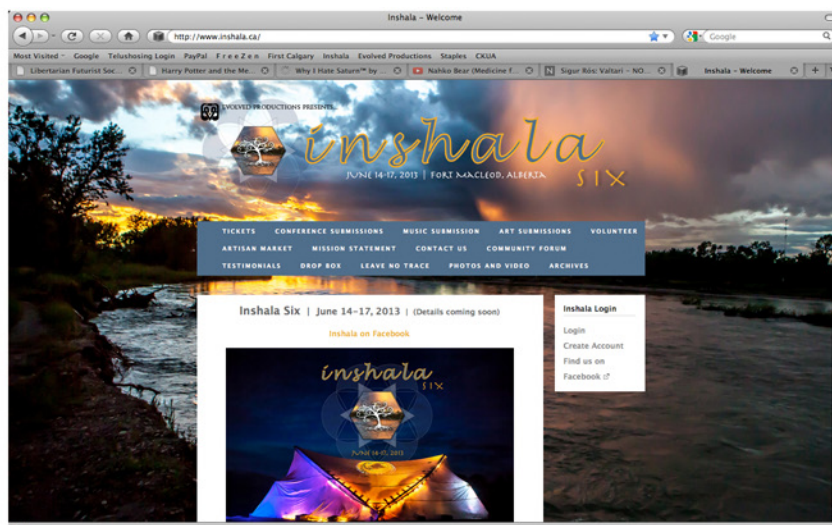 Inshala – Welcome
http://www.inshala.ca/
Google
Most Visited Google Telushosting Login PayPal F r e e Z e n First Calgary Inshala Evolved Productions Staples CKUA
Libertarian Futurist Soc... Harry Potter and the Me... Why I Hate Saturn™ by ... Nahko Bear (Medicine f... Sigur Rós: Valtari – NO... Inshala – Welcome
EVOLVED PRODUCTIONS PRESENTS
inshala
JUNE 14-17, 2013 | FORT MACLEOD, ALBERTA
SIX
TICKETS CONFERENCE SUBMISSIONS MUSIC SUBMISSION ART SUBMISSIONS VOLUNTEER
ARTISAN MARKET MISSION STATEMENT CONTACT US COMMUNITY FORUM
TESTIMONIALS DROP BOX LEAVE NO TRACE PHOTOS AND VIDEO ARCHIVES
Inshala Six | June 14-17, 2013 | (Details coming soon)
Inshala on Facebook
inshala
SIX
JUNE 14-17, 2013
Inshala Login
Login
Create Account
Find us on
Facebook